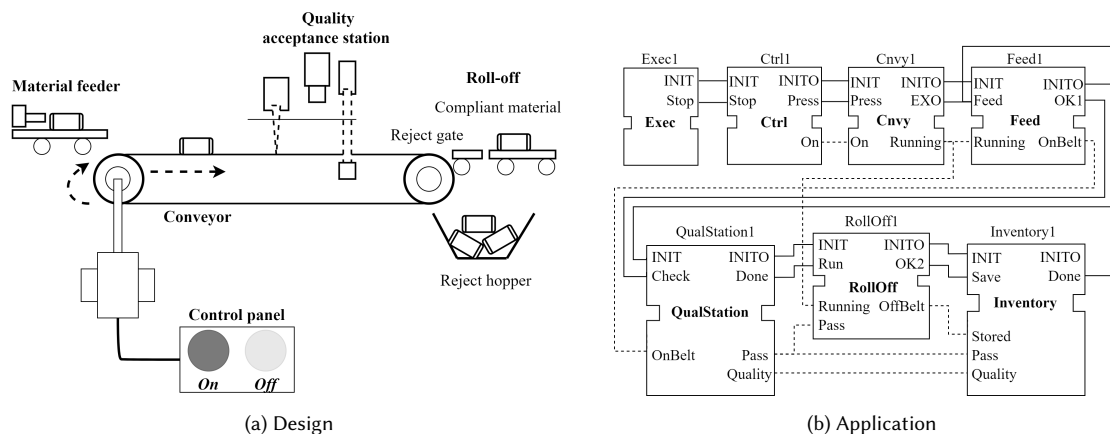 Quality
acceptance station
Material feeder
Roll-off
Compliant material
Reject gate
Conveyor
Reject hopper
Control panel
On Off
(a) Design
Exec1
INIT
Stop
Exec
Ctrl1
INIT INITO
Stop Press
Ctrl
On
Cnvy1
INIT INITO
Press EXO
Cnvy
On Running
Feed1
INIT INITO
Feed OK1
Feed
Running OnBelt
QualStation1
INIT INITO
Check Done
QualStation
OnBelt Pass
Quality
RollOff1
INIT INITO
Run OK2
RollOff
Running OffBelt
Pass
Inventory1
INIT INITO
Save Done
Inventory
Stored
Pass
Quality
(b) Application